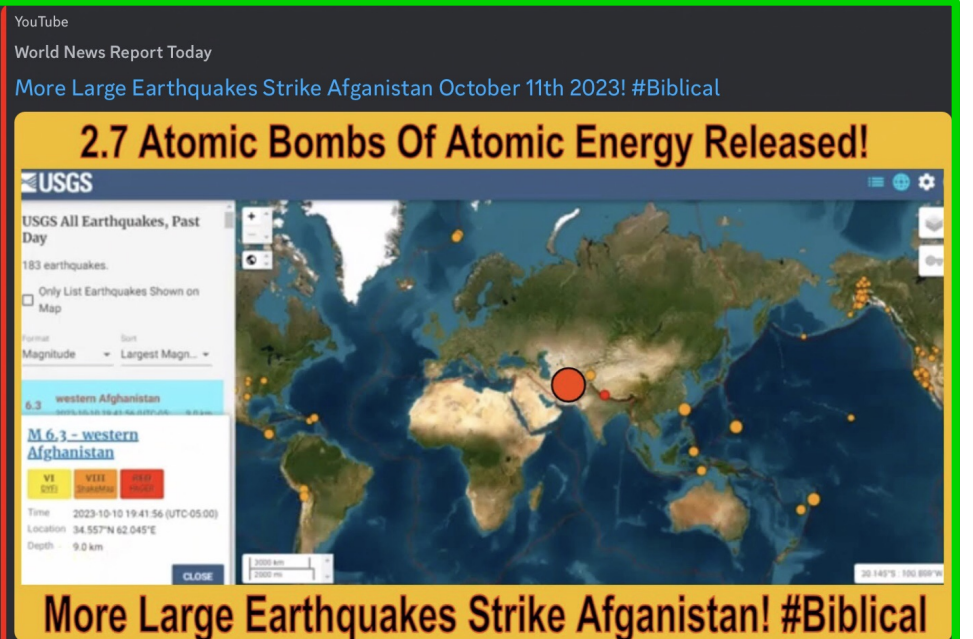 YouTube
World News Report Today
More Large Earthquakes Strike Afganistan October 11th 2023! #Biblical
2.7 Atomic Bombs Of Atomic Energy Released!
USGS
USGS All Earthquakes, Past
Day
183 earthquakes.
Only List Earthquakes Shown on
Map
Format
Sort
Magnitude
Largest Magn...
6.3
western Afghanistan
M 6.3 - western
Afghanistan
VI
DYFI
VIII
ShakeMap
RED
PAGER
Time
2023-10-10 19:41:56 (UTC-05:00)
Location
34.557°N 62.045°E
Depth
9.0 km
CLOSE
3000 km
2000 mi
More Large Earthquakes Strike Afganistan! #Biblical